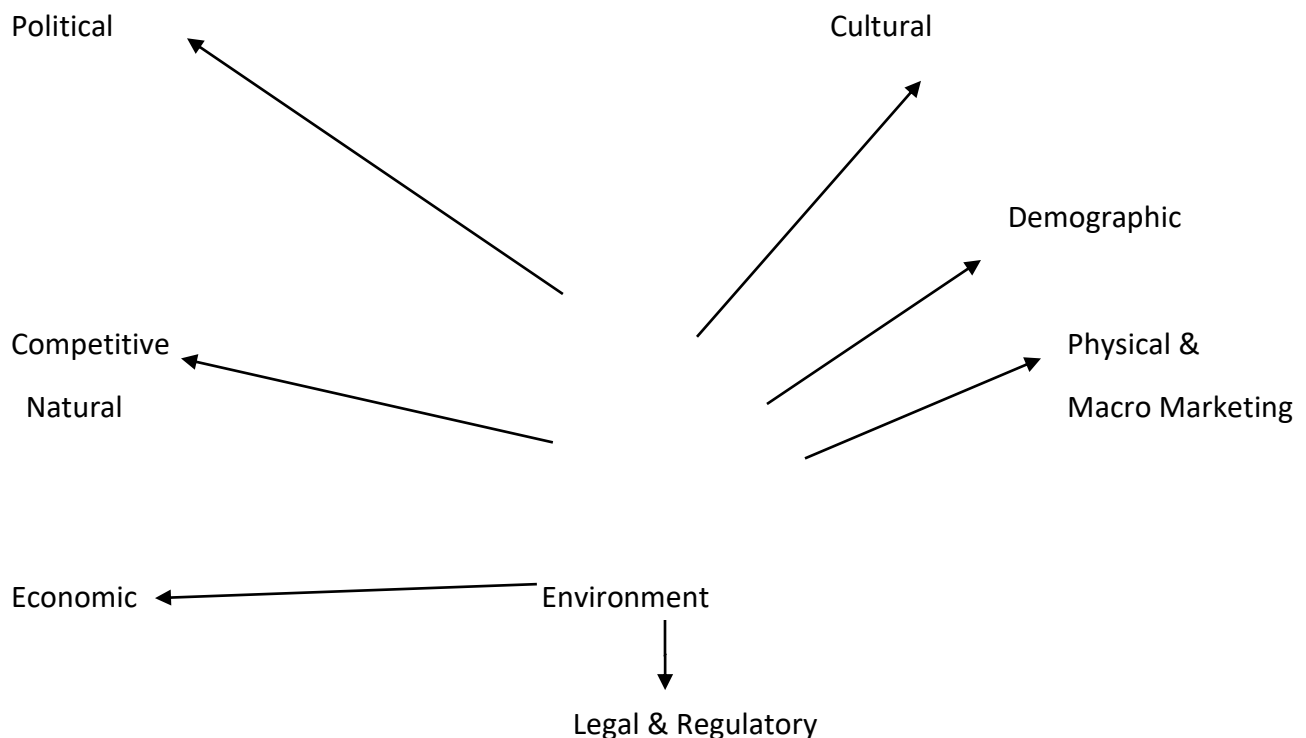 Political
Cultural
Demographic
Competitive
Physical &
Natural
Macro Marketing
Economic
Environment
Legal & Regulatory